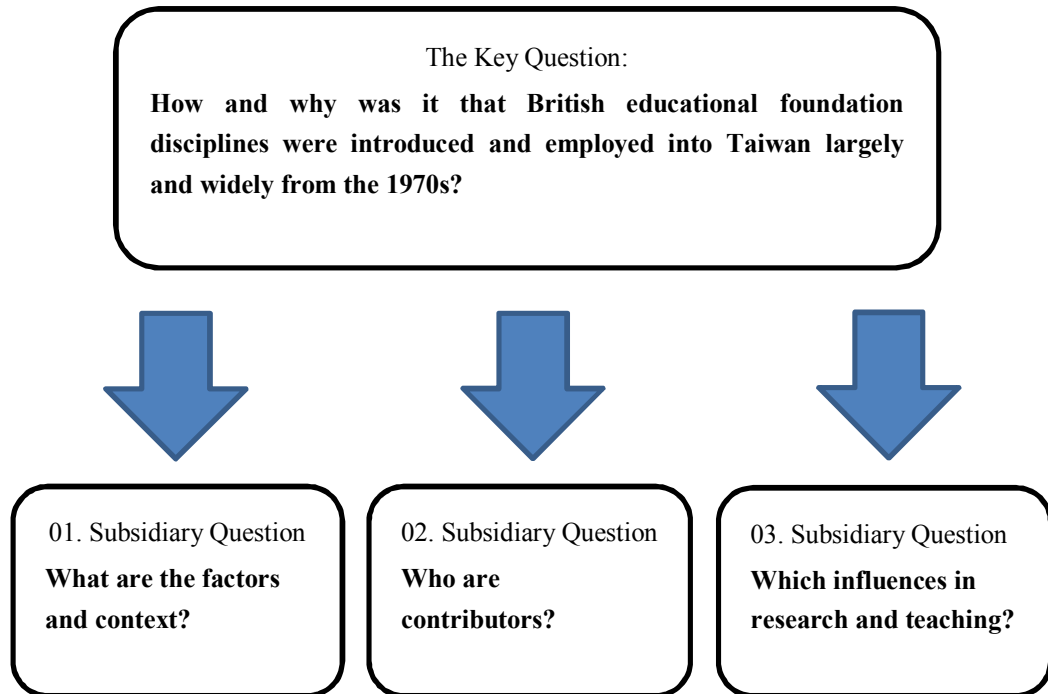 The Key Question:
How and why was it that British educational foundation
disciplines were introduced and employed into Taiwan largely
and widely from the 1970s?
01. Subsidiary Question
What are the factors
and context?
02. Subsidiary Question
Who are
contributors?
03. Subsidiary Question
Which influences in
research and teaching?